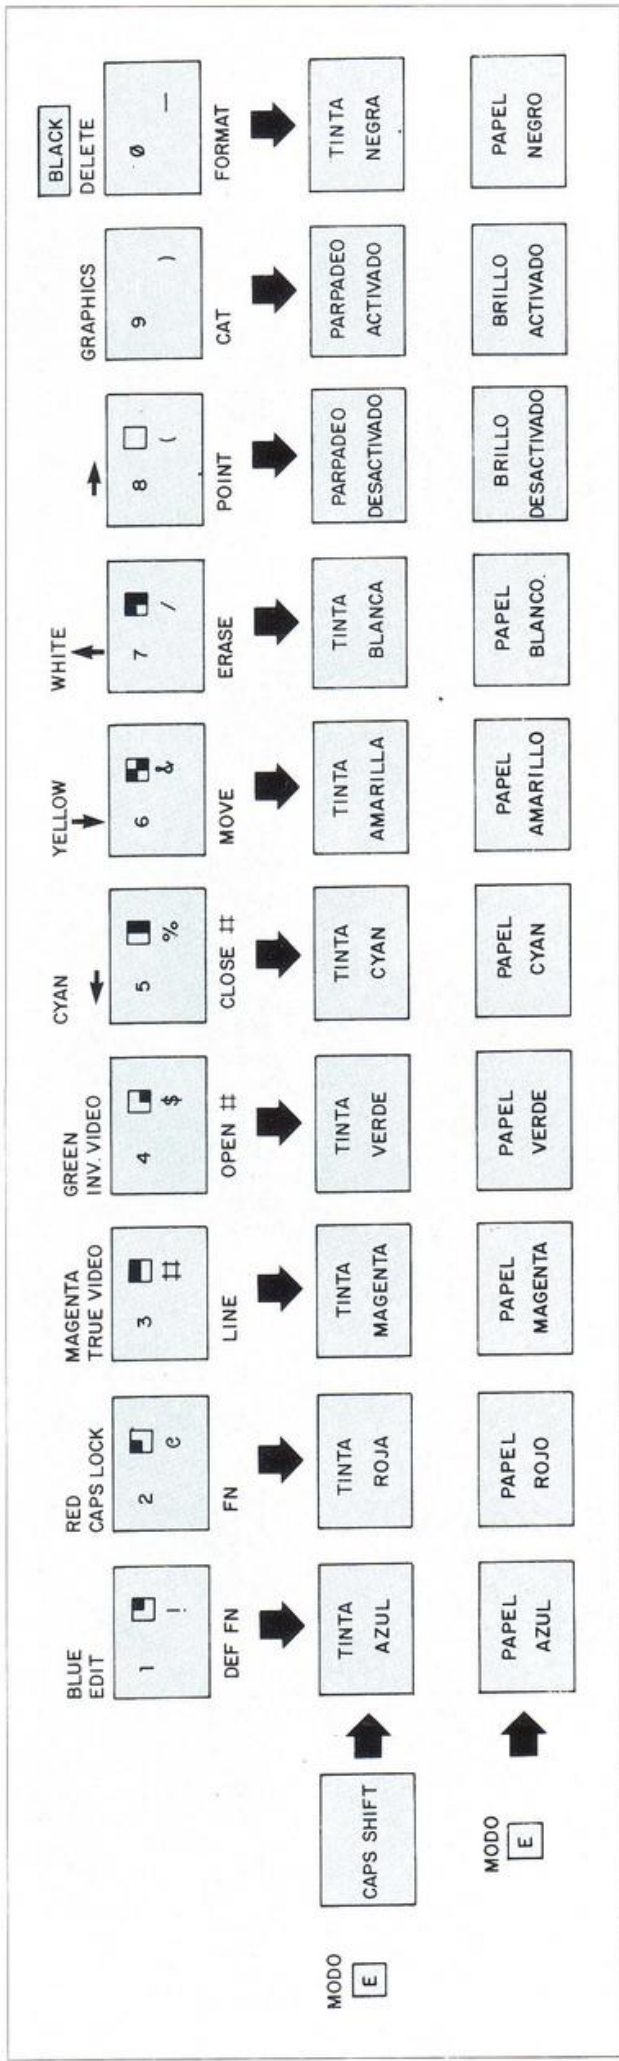 BLUE
EDIT
RED
CAPS LOCK
MAGENTA
TRUE VIDEO
GREEN
INV. VIDEO
CYAN
YELLOW
WHITE
GRAPHICS
BLACK
DELETE
1 !
2 @
3 #
4 $
5 %
6 &
7 /
8 (
9 )
0 _
DEF FN
FN
LINE
OPEN #
CLOSE #
MOVE
ERASE
POINT
CAT
FORMAT
MODO
E
CAPS SHIFT
TINTA
AZUL
TINTA
ROJA
TINTA
MAGENTA
TINTA
VERDE
TINTA
CYAN
TINTA
AMARILLA
TINTA
BLANCA
PARPADEO
DESACTIVADO
PARPADEO
ACTIVADO
TINTA
NEGRA
MODO
E
PAPEL
AZUL
PAPEL
ROJO
PAPEL
MAGENTA
PAPEL
VERDE
PAPEL
CYAN
PAPEL
AMARILLO
PAPEL
BLANCO.
BRILLO
DESACTIVADO
BRILLO
ACTIVADO
PAPEL
NEGRO